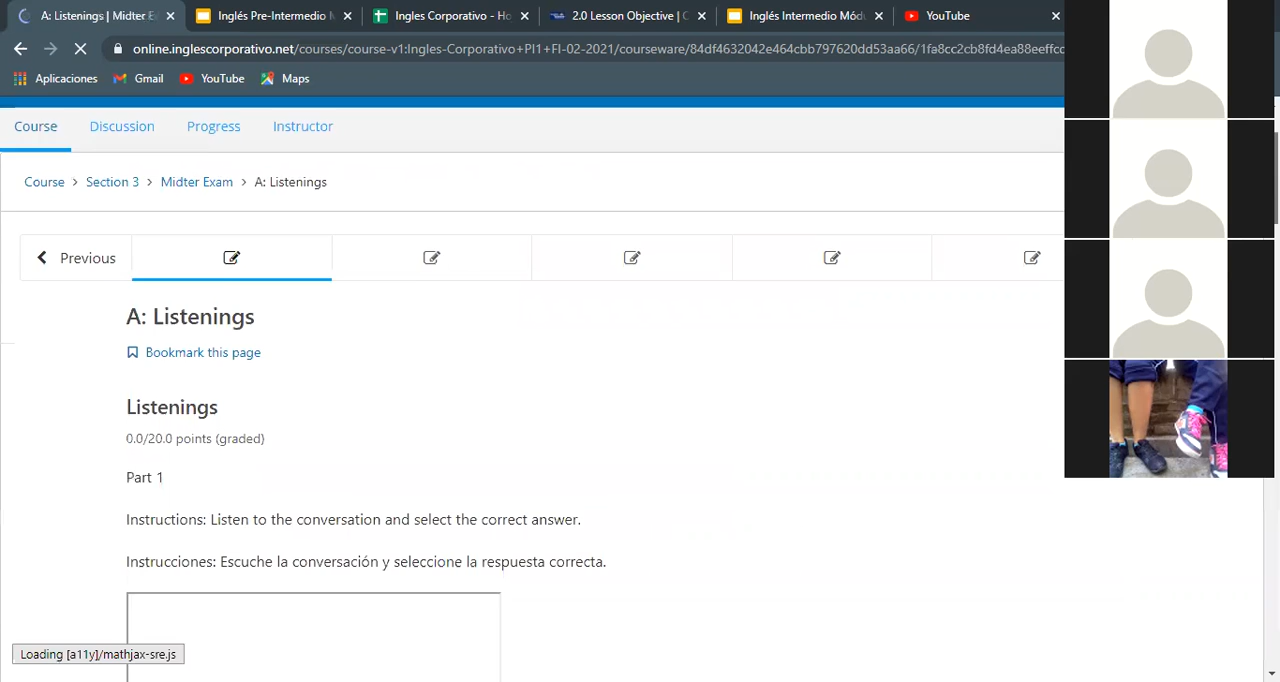 A: Listenings | Midter E
Inglés Pre-Intermedio M
Ingles Corporativo - Ho
2.0 Lesson Objective | C
Inglés Intermedio Mód
YouTube
online.inglescorporativo.net/courses/course-v1:Ingles-Corporativo+PI1+FI-02-2021/courseware/84df4632042e464cbb797620dd53aa66/1fa8cc2cb8fd4ea88eeffcc
Aplicaciones Gmail YouTube Maps
Course Discussion Progress Instructor
Course > Section 3 > Midter Exam > A: Listenings
Previous
A: Listenings
Bookmark this page
Listenings
0.0/20.0 points (graded)
Part 1
Instructions: Listen to the conversation and select the correct answer.
Instrucciones: Escuche la conversación y seleccione la respuesta correcta.
Loading [a11y]/mathjax-sre.js